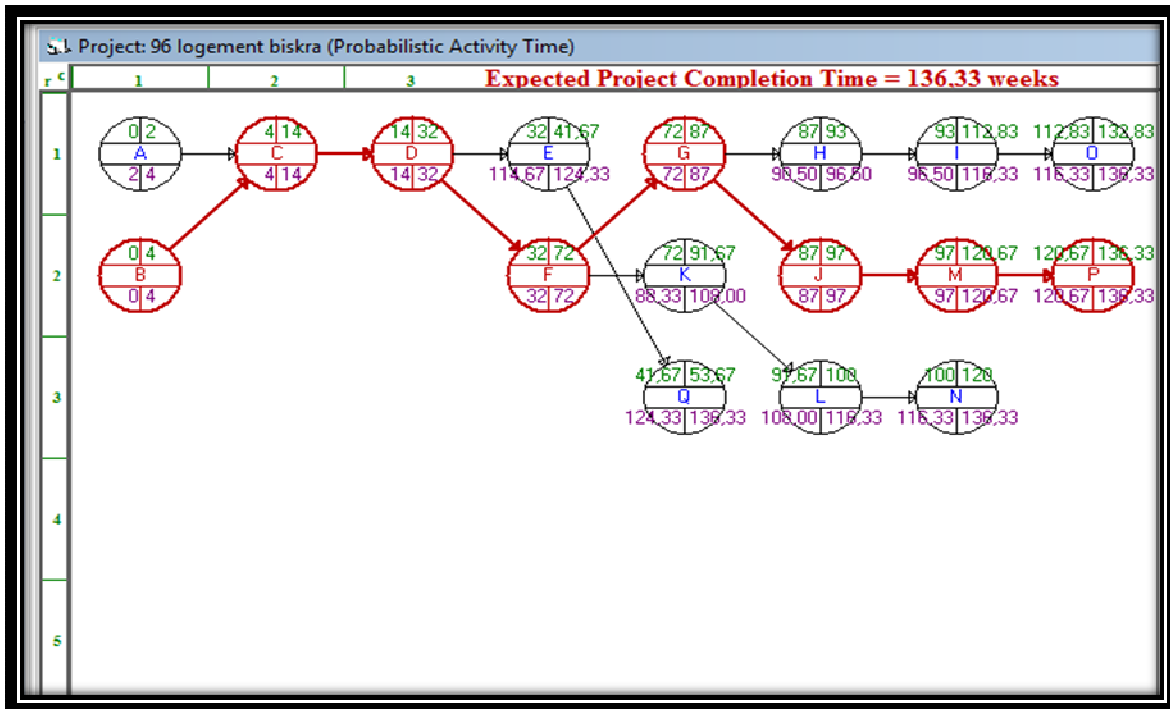 Project: 96 logement biskra (Probabilistic Activity Time)
r c 1 2 3 Expected Project Completion Time = 136,33 weeks
0 2 4 14 14 32 32 41,67 72 87 87 93 93 112,83 112,83 132,83
1 A C D E G H I O
2 4 4 14 14 32 114,67 124,33 72 87 90,50 96,50 96,50 116,33 116,33 136,33
0 4 32 72 72 91,67 87 97 97 120,67 120,67 136,33
2 B F K J M P
0 4 32 72 88,33 108,00 87 97 97 120,67 120,67 136,33
41,67 53,67 91,67 100 100 120
3 Q L N
124,33 136,33 108,00 116,33 116,33 136,33
4
5